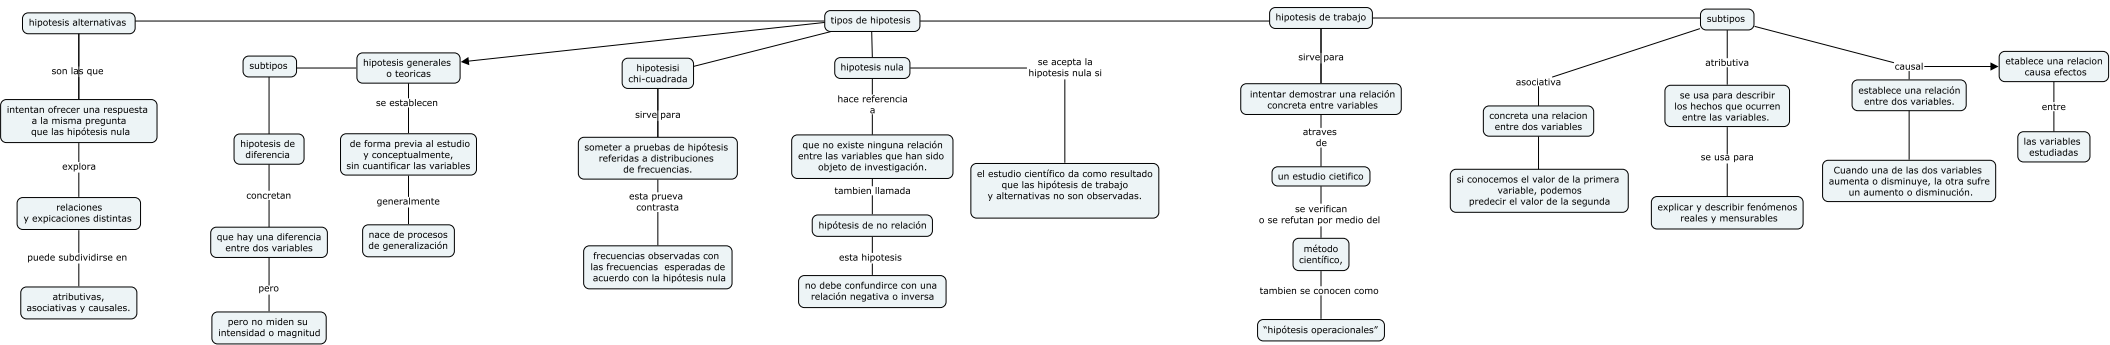 hipotesis alternativas
son las que
intentan ofrecer una respuesta
a la misma pregunta
que las hipótesis nula
explora
relaciones
y expicaciones distintas
puede subdividirse en
atributivas,
asociativas y causales.
tipos de hipotesis
subtipos
hipotesis de
diferencia
concretan
que hay una diferencia
entre dos variables
pero
pero no miden su
intensidad o magnitud
hipotesis generales
o teoricas
se establecen
de forma previa al estudio
y conceptualmente,
sin cuantificar las variables
generalmente
nace de procesos
de generalización
hipotesisi
chi-cuadrada
sirve para
someter a pruebas de hipótesis
referidas a distribuciones
de frecuencias.
esta prueva
contrasta
frecuencias observadas con
las frecuencias esperadas de
acuerdo con la hipótesis nula
hipotesis nula
hace referencia
a
que no existe ninguna relación
entre las variables que han sido
objeto de investigación.
tambien llamada
hipótesis de no relación
esta hipotesis
no debe confundirce con una
relación negativa o inversa
se acepta la
hipotesis nula si
el estudio científico da como resultado
que las hipótesis de trabajo
y alternativas no son observadas.
hipotesis de trabajo
sirve para
intentar demostrar una relación
concreta entre variables
atraves
de
un estudio cietifico
se verifican
o se refutan por medio del
método
científico,
tambien se conocen como
“hipótesis operacionales”
subtipos
asociativa
concreta una relacion
entre dos variables
si conocemos el valor de la primera
variable, podemos
predecir el valor de la segunda
atributiva
se usa para describir
los hechos que ocurren
entre las variables.
se usa para
explicar y describir fenómenos
reales y mensurables
causal
establece una relación
entre dos variables.
Cuando una de las dos variables
aumenta o disminuye, la otra sufre
un aumento o disminución.
etablece una relacion
causa efectos
entre
las variables
estudiadas